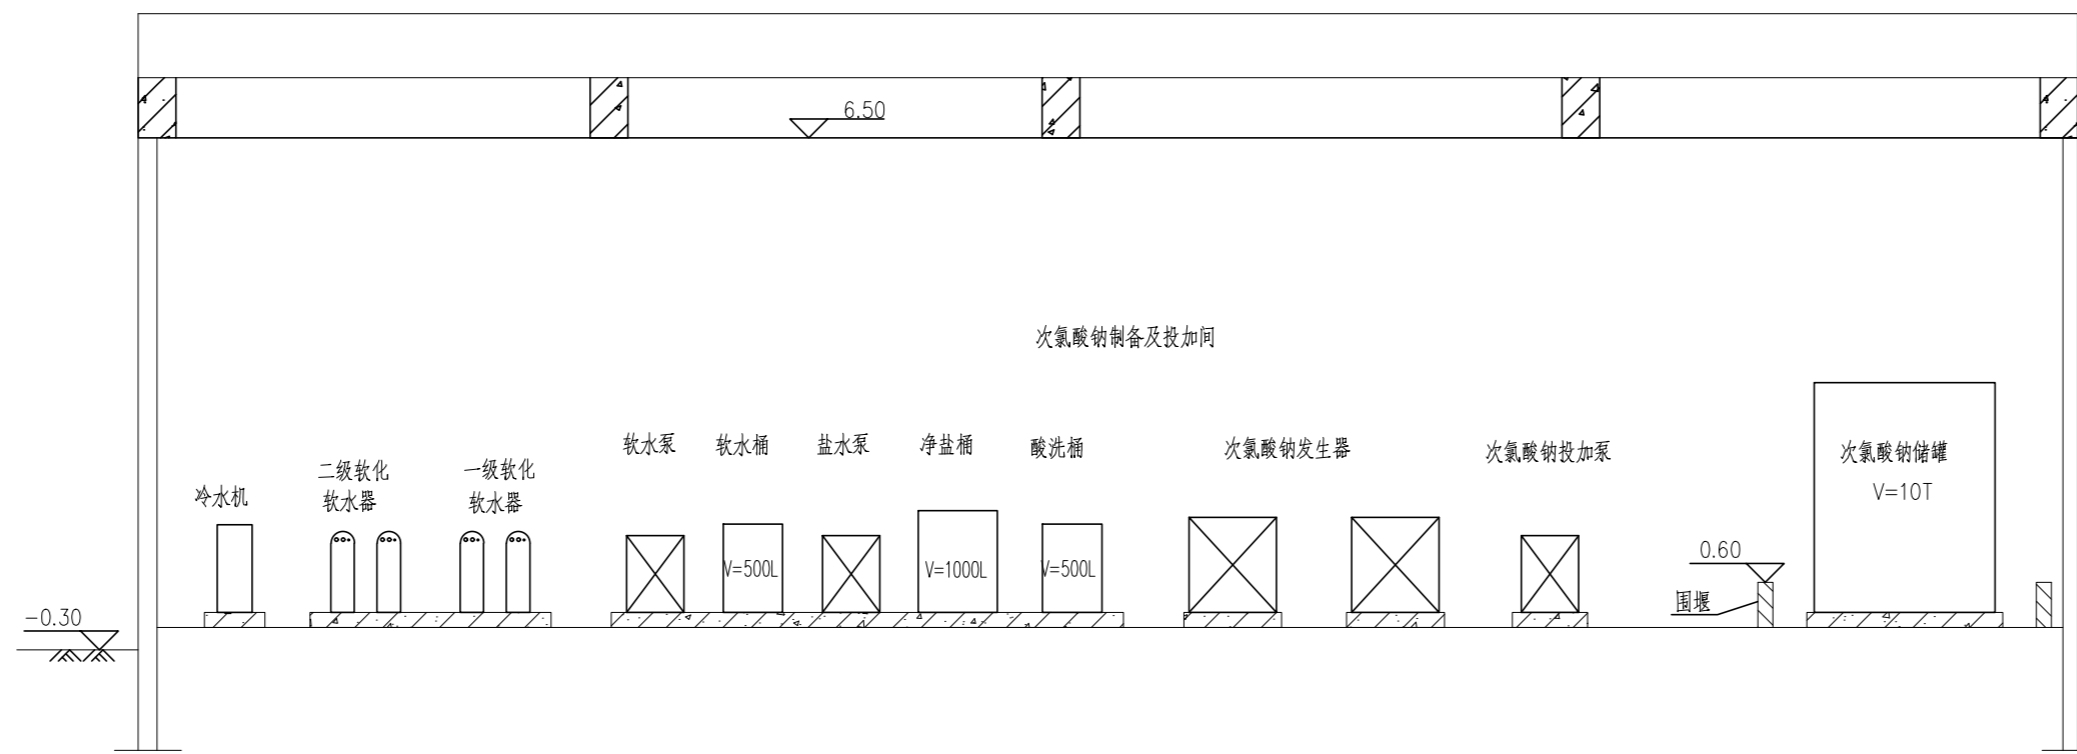 6.50
次氯酸钠制备及投加间
软水泵
软水桶
盐水泵
净盐桶
酸洗桶
次氯酸钠发生器
次氯酸钠投加泵
次氯酸钠储罐
V=10T
二级软化
软水器
一级软化
软水器
冷水机
V=500L
V=1000L
V=500L
0.60
围堰
-0.30